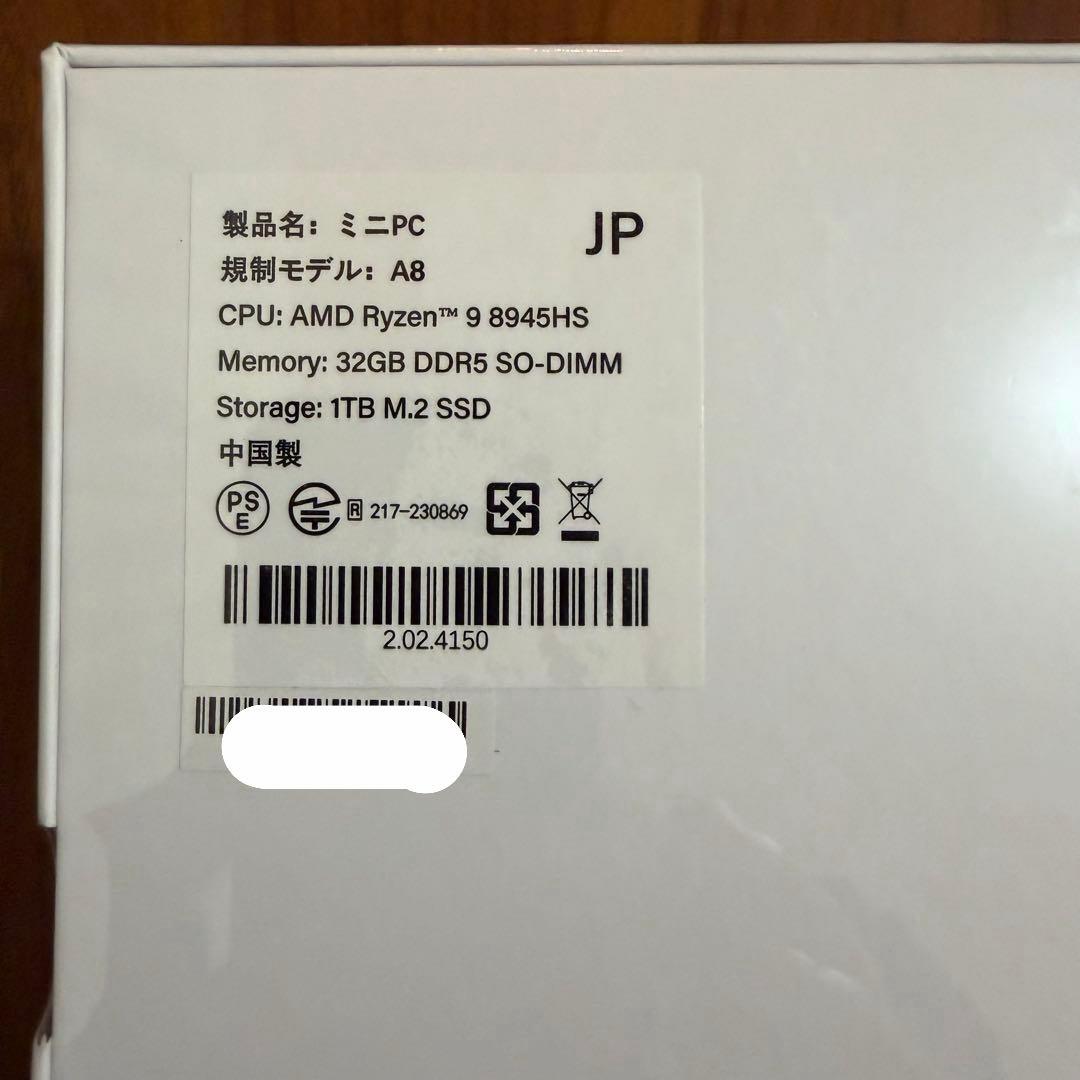 製品名: ミニPC
JP
規制モデル: A8
CPU: AMD Ryzen™ 9 8945HS
Memory: 32GB DDR5 SO-DIMM
Storage: 1TB M.2 SSD
中国製
PSE
R 217-230869
2.02.4150